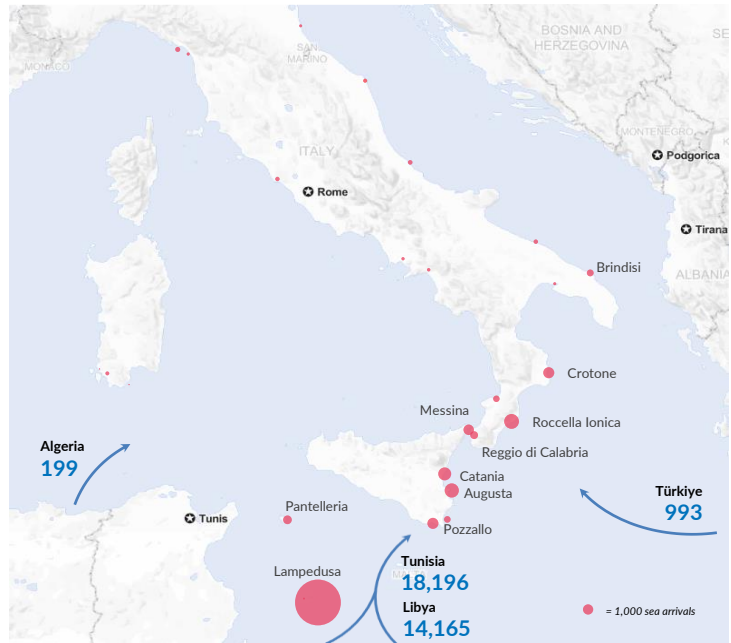 BOSNIA AND
HERZEGOVINA
SE
SAN
MARINO
MONACO
MONTENEGRO
K
Podgorica
ITALY
Rome
Tirana
Brindisi
ALBANIA
Crotone
Messina
Roccella Ionica
Algeria
199
Reggio di Calabria
Catania
Augusta
Türkiye
993
Pantelleria
Tunis
Pozzallo
Tunisia
18,196
Lampedusa
Libya
14,165
= 1,000 sea arrivals